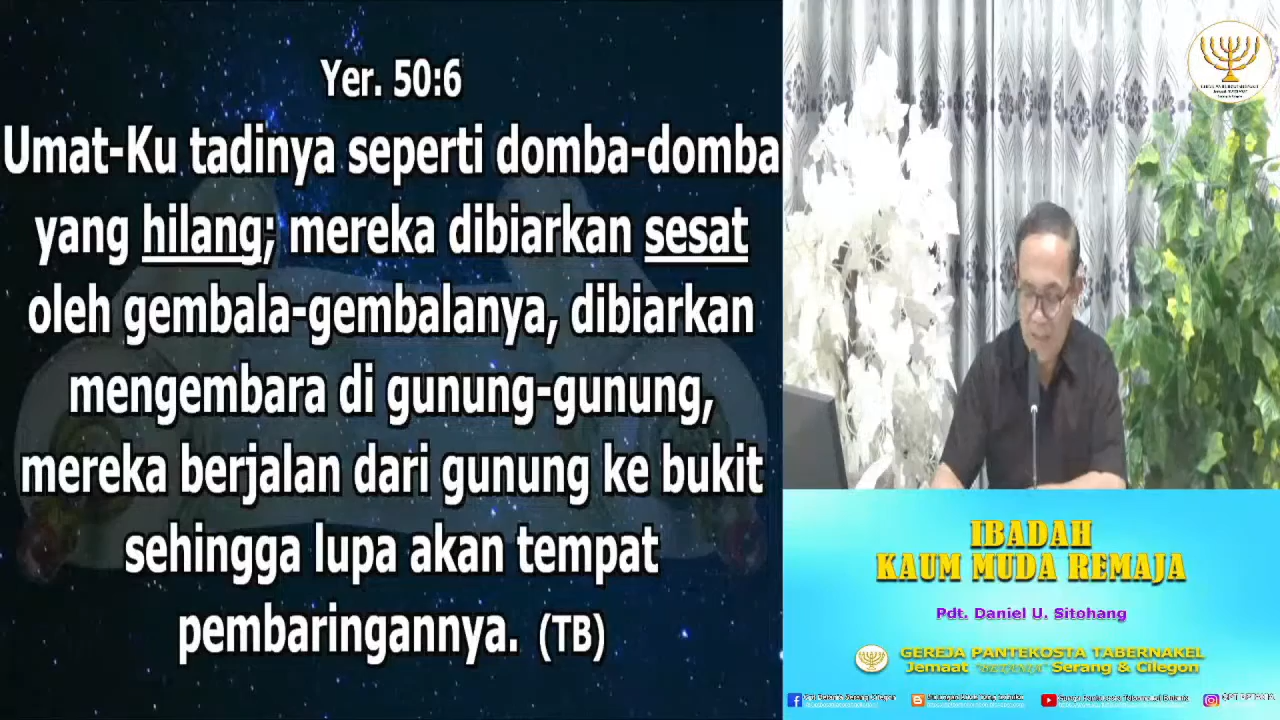 Yer. 50:6
Umat-Ku tadinya seperti domba-domba
yang hilang; mereka dibiarkan sesat
oleh gembala-gembalanya, dibiarkan
mengembara di gunung-gunung,
mereka berjalan dari gunung ke bukit
sehingga lupa akan tempat
pembaringannya. (TB)
IBADAH
KAUM MUDA REMAJA
Pdt. Daniel U. Sitohang
GEREJA PANTEKOSTA TABERNAKEL
Jemaat "BETANIA" Serang & Cilegon